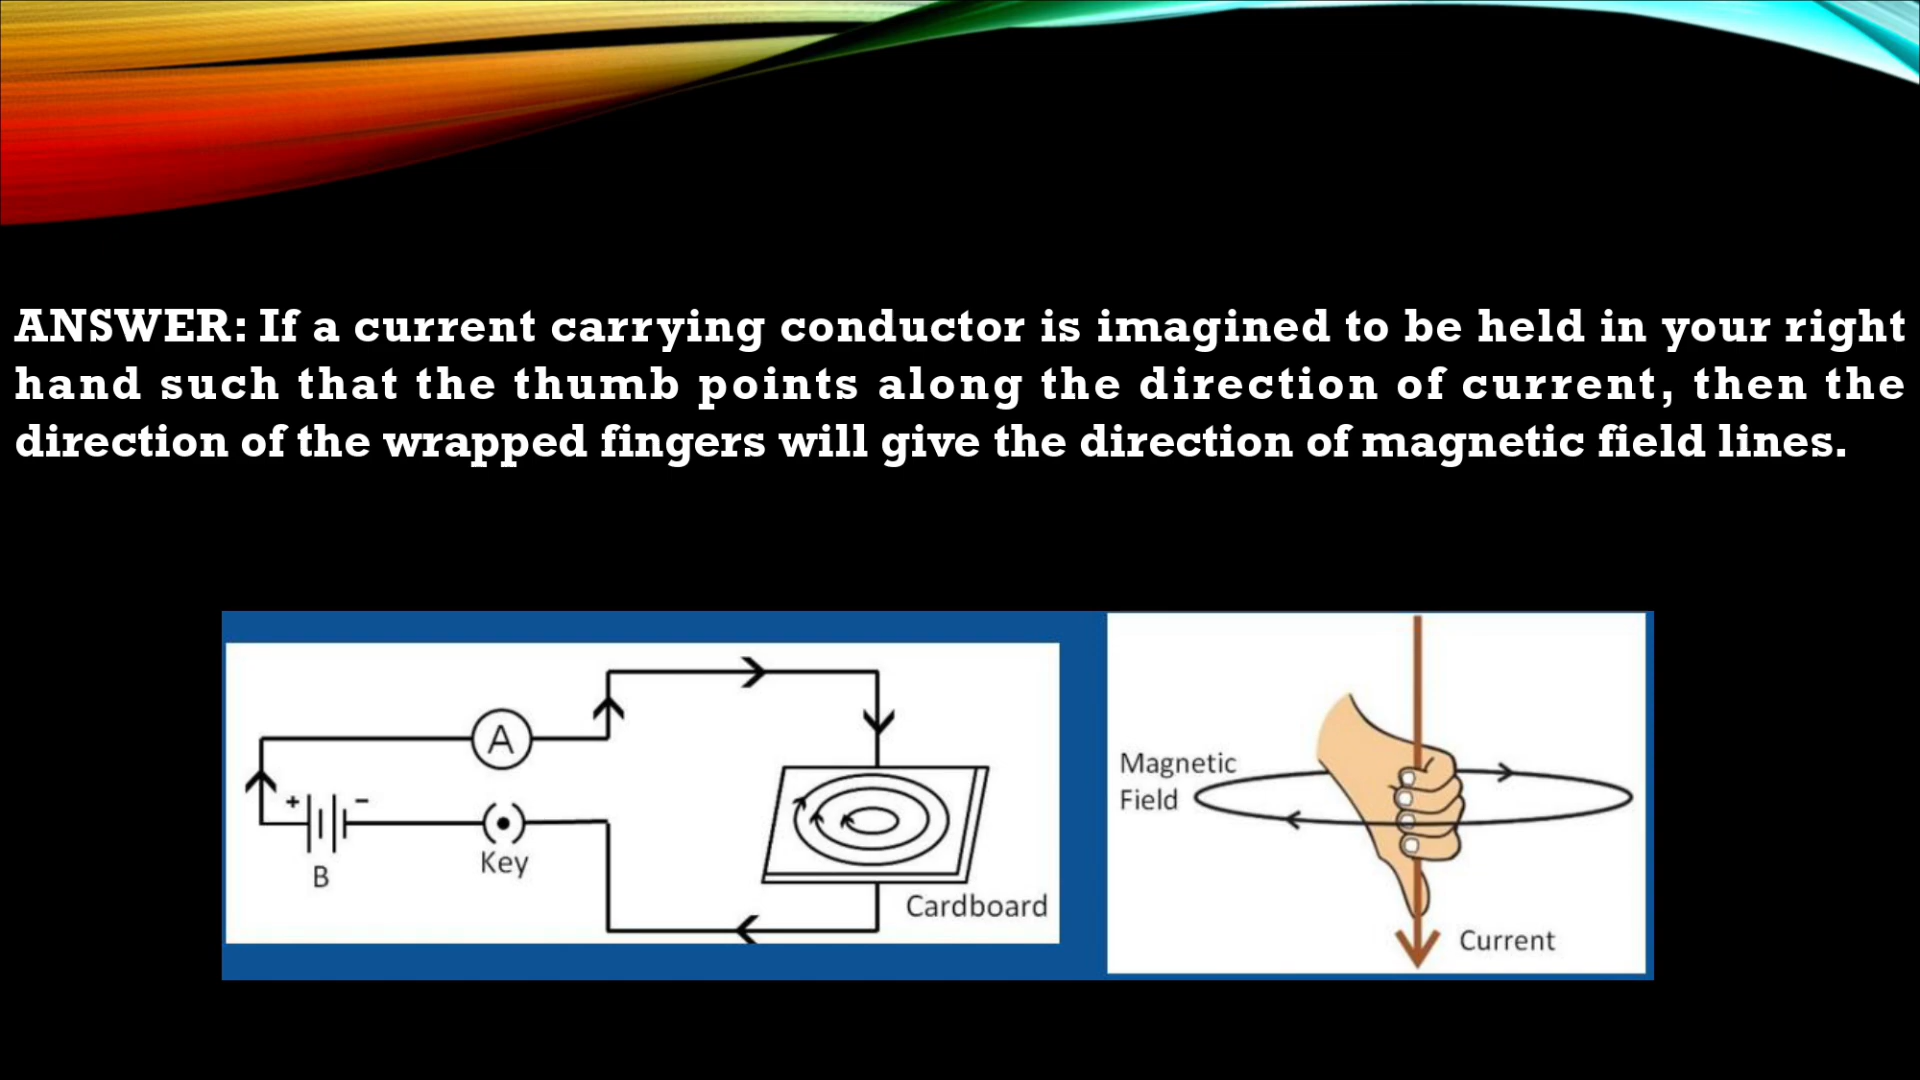 ANSWER: If a current carrying conductor is imagined to be held in your right
hand such that the thumb points along the direction of current, then the
direction of the wrapped fingers will give the direction of magnetic field lines.
A
+ −
B
Key
Cardboard
Magnetic
Field
Current